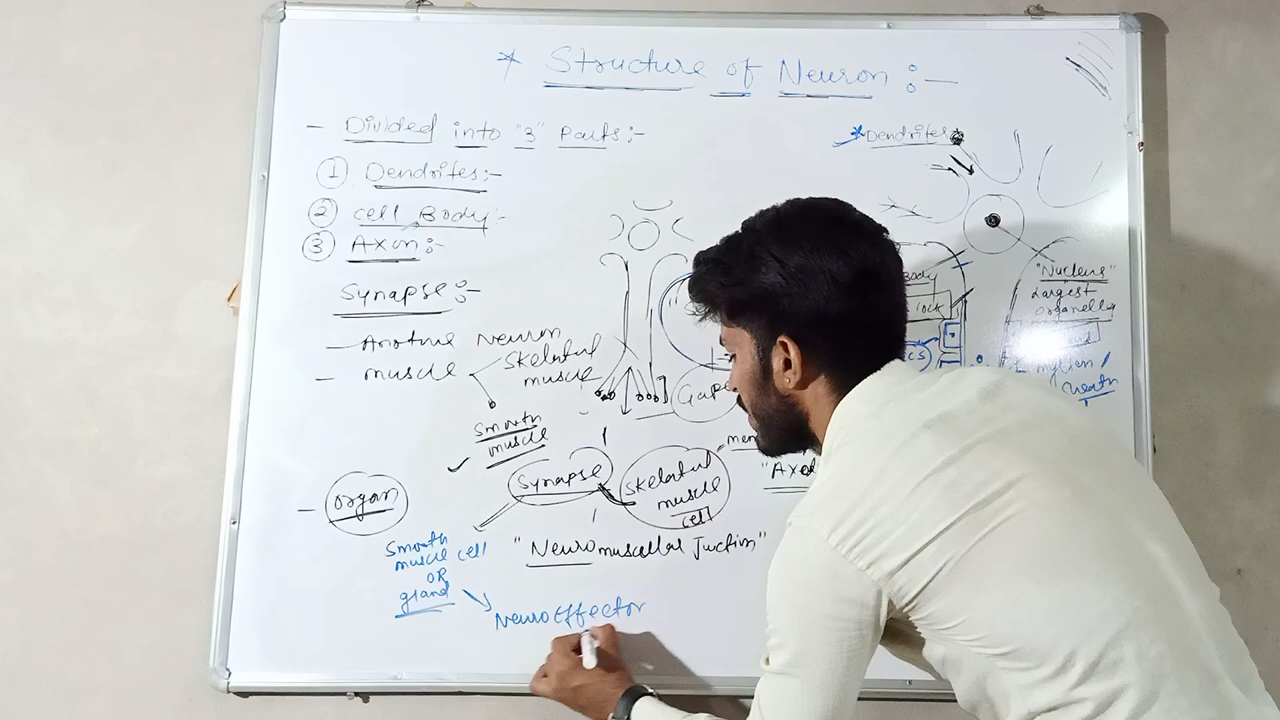 * Structure of Neuron :-
- Divided into "3" Parts :-
① Dendrites :-
② cell Body :-
③ Axon :-
Synapse :-
- Another Neuron
- muscle
Skeletal
muscle
Smooth
muscle
- Organ
Synapse
Skeletal
muscle
cell
"Neuromuscular Juction"
Smooth
muscle cell
OR
gland
NeuroEffector
Gap
* Dendrites
"Nucleus"
Largest
organelle
Body